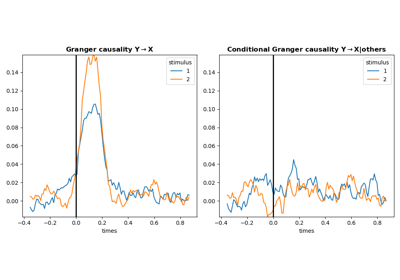 Granger causality Y→X
stimulus
1
2
0.14
0.12
0.10
0.08
0.06
0.04
0.02
0.00
−0.4 −0.2 0.0 0.2 0.4 0.6 0.8
times
Conditional Granger causality Y→X|others
stimulus
1
2
0.14
0.12
0.10
0.08
0.06
0.04
0.02
0.00
−0.4 −0.2 0.0 0.2 0.4 0.6 0.8
times